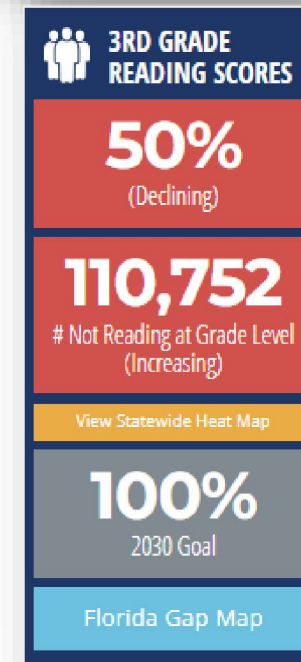 3RD GRADE
READING SCORES
50%
(Declining)
110,752
# Not Reading at Grade Level
(Increasing)
View Statewide Heat Map
100%
2030 Goal
Florida Gap Map